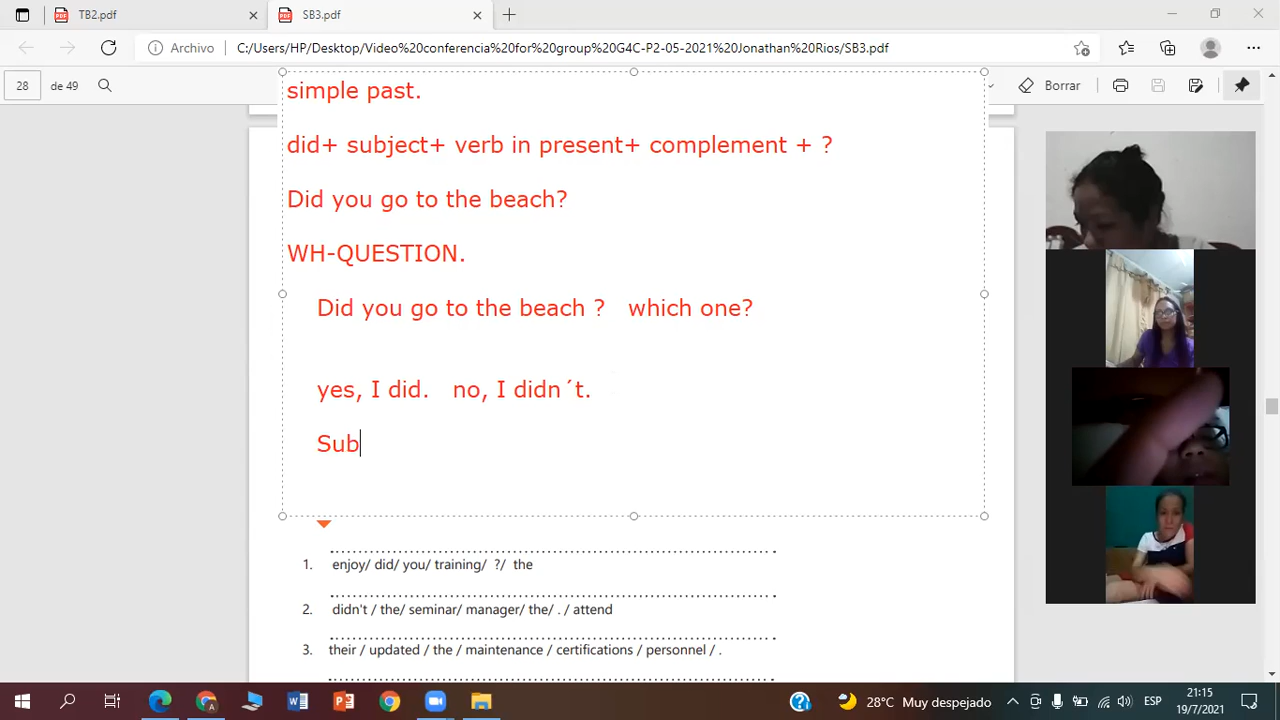 TB2.pdf
SB3.pdf
Archivo
C:/Users/HP/Desktop/Video%20conferencia%20for%20group%20G4C-P2-05-2021%20Jonathan%20Rios/SB3.pdf
28 de 49
Borrar
simple past.
did+ subject+ verb in present+ complement + ?
Did you go to the beach?
WH-QUESTION.
Did you go to the beach ? which one?
yes, I did. no, I didn´t.
Sub
1. enjoy/ did/ you/ training/ ?/ the
2. didn't / the/ seminar/ manager/ the/ . / attend
3. their / updated / the / maintenance / certifications / personnel / .
28°C Muy despejado
ESP
21:15
19/7/2021